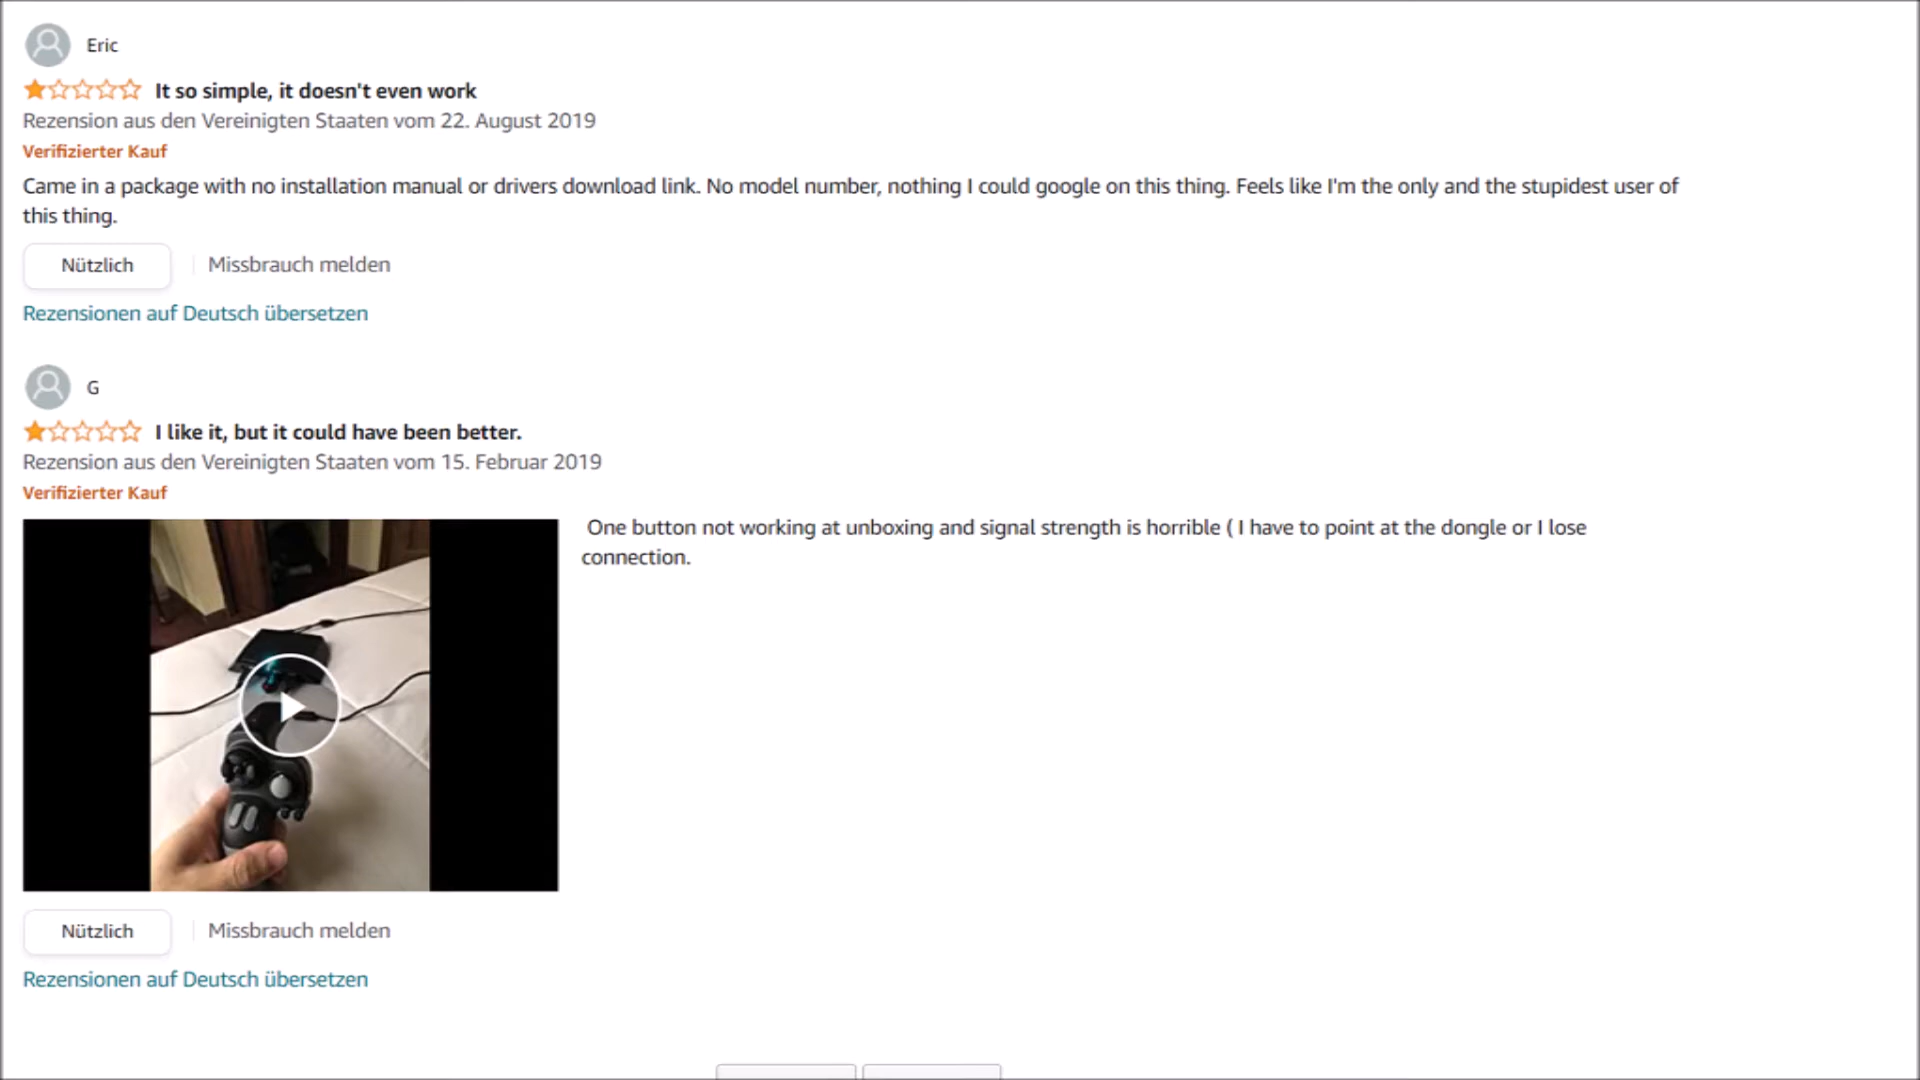 Eric
It so simple, it doesn't even work
Rezension aus den Vereinigten Staaten vom 22. August 2019
Verifizierter Kauf
Came in a package with no installation manual or drivers download link. No model number, nothing I could google on this thing. Feels like I'm the only and the stupidest user of
this thing.
Nützlich
Missbrauch melden
Rezensionen auf Deutsch übersetzen
G
I like it, but it could have been better.
Rezension aus den Vereinigten Staaten vom 15. Februar 2019
Verifizierter Kauf
One button not working at unboxing and signal strength is horrible ( I have to point at the dongle or I lose
connection.
Nützlich
Missbrauch melden
Rezensionen auf Deutsch übersetzen